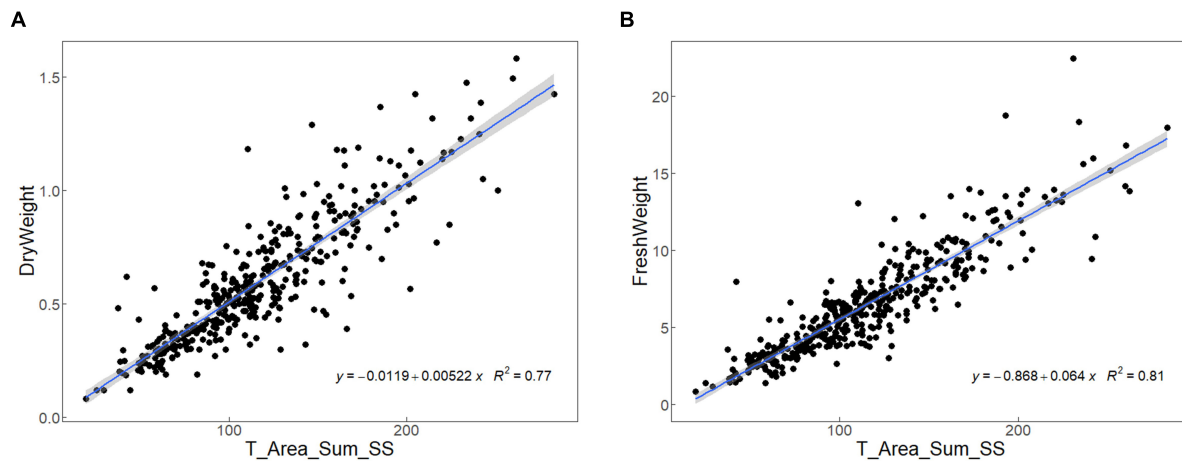 A
DryWeight
1.5
1.0
0.5
0.0
y = −0.0119 + 0.00522 x R² = 0.77
100 200
T_Area_Sum_SS
B
FreshWeight
20
15
10
5
0
y = −0.868 + 0.064 x R² = 0.81
100 200
T_Area_Sum_SS